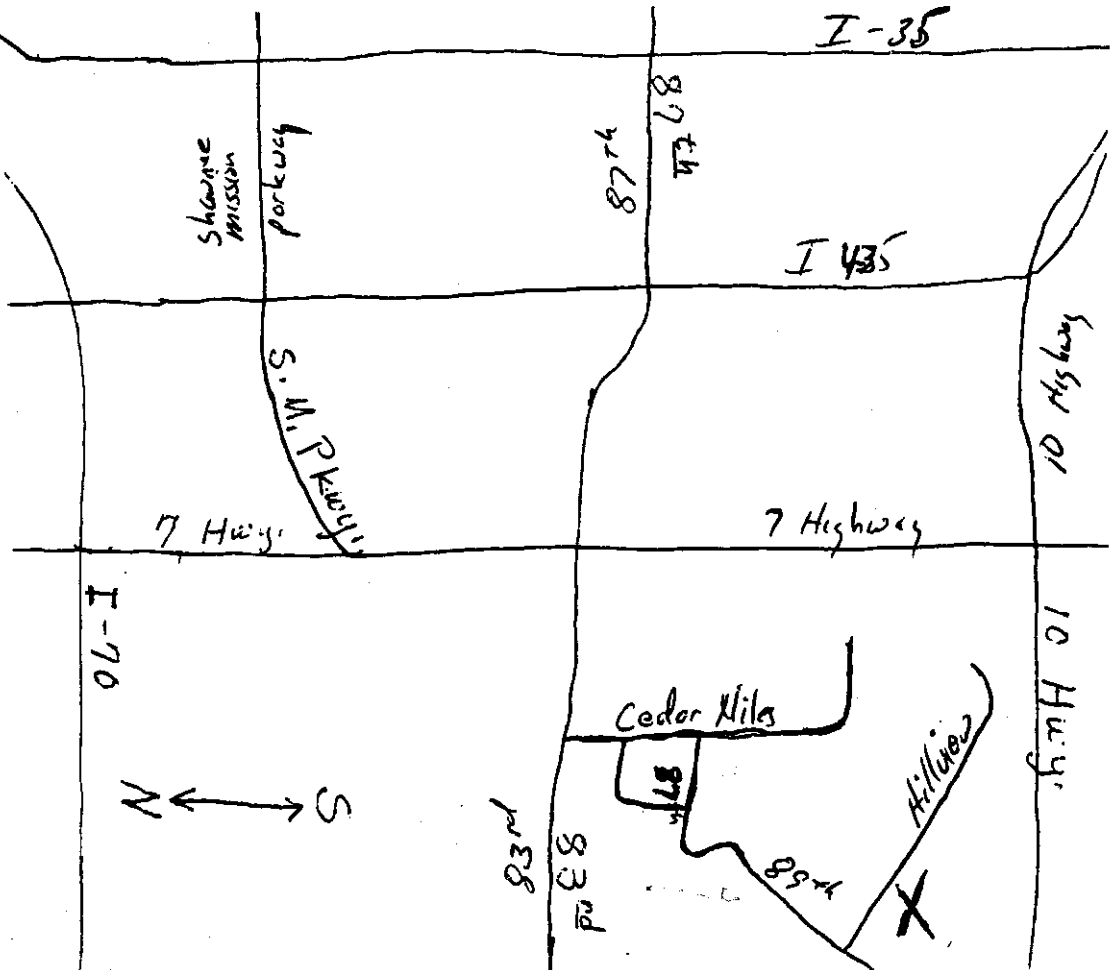 I-35
87th
87th
Shawnee
mission
parkway
I 435
10 Highway
S. M. Pkwy.
7 Hwy.
7 Highway
I-70
10 Hwy.
Cedar Niles
87th
Hillview
N
S
83rd
83rd
89th
X